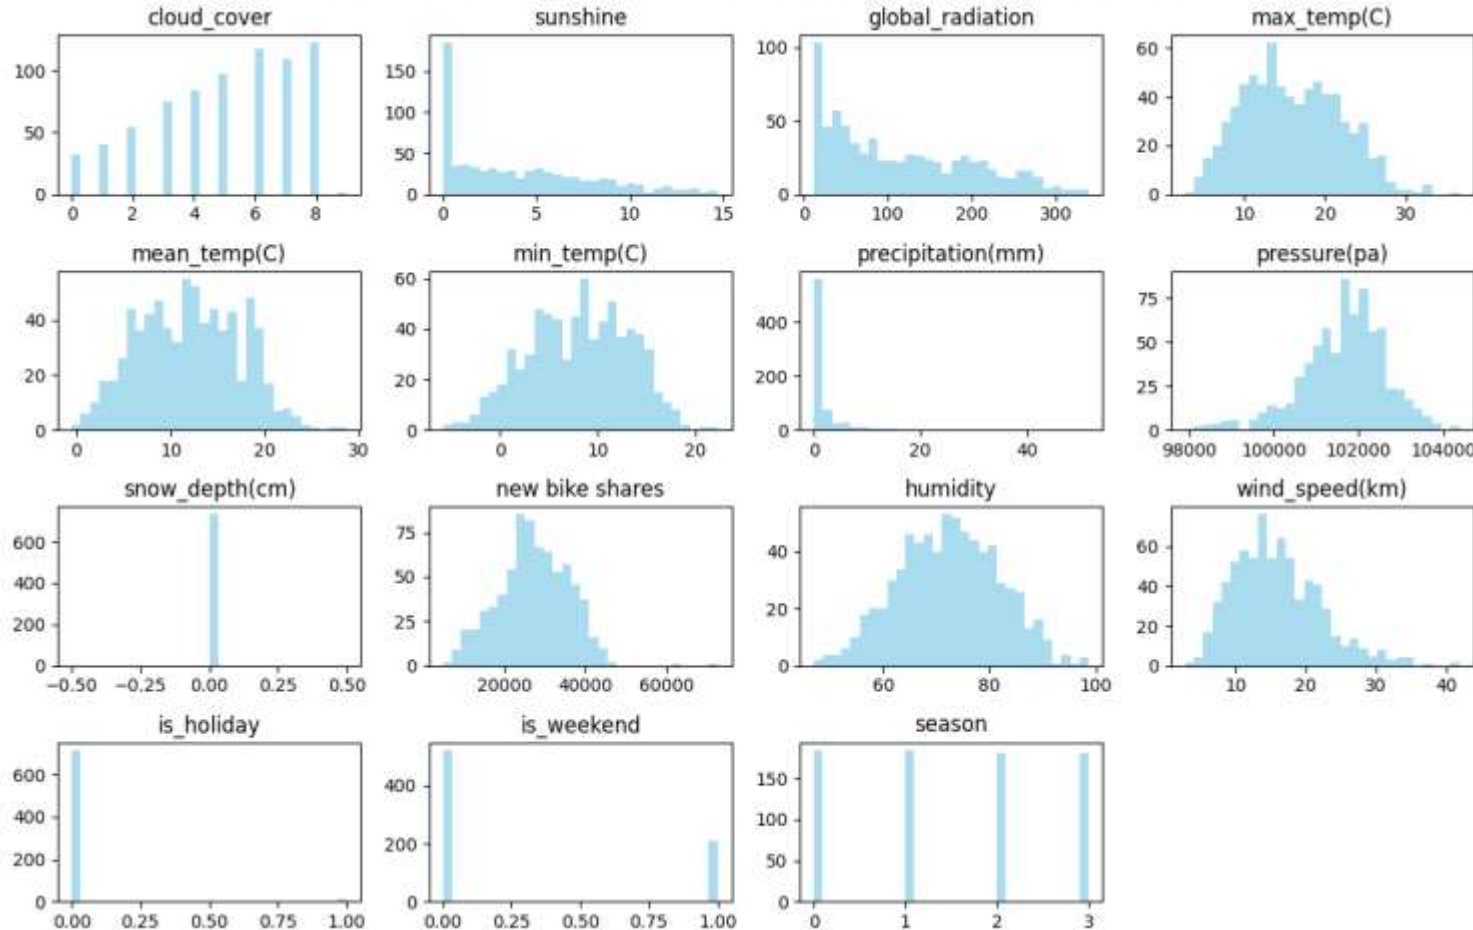 cloud_cover sunshine global_radiation max_temp(C)
100
50
0
0 2 4 6 8
150
100
50
0
0 5 10 15
100
50
0
0 100 200 300
60
40
20
0
10 20 30
mean_temp(C) min_temp(C) precipitation(mm) pressure(pa)
40
20
0
0 10 20 30
60
40
20
0
0 10 20
400
200
0
0 20 40
75
50
25
0
98000 100000 102000 104000
snow_depth(cm) new bike shares humidity wind_speed(km)
600
400
200
0
−0.50 −0.25 0.00 0.25 0.50
75
50
25
0
20000 40000 60000
40
20
0
60 80 100
60
40
20
0
10 20 30 40
is_holiday is_weekend season
600
400
200
0
0.00 0.25 0.50 0.75 1.00
400
200
0
0.00 0.25 0.50 0.75 1.00
150
100
50
0
0 1 2 3